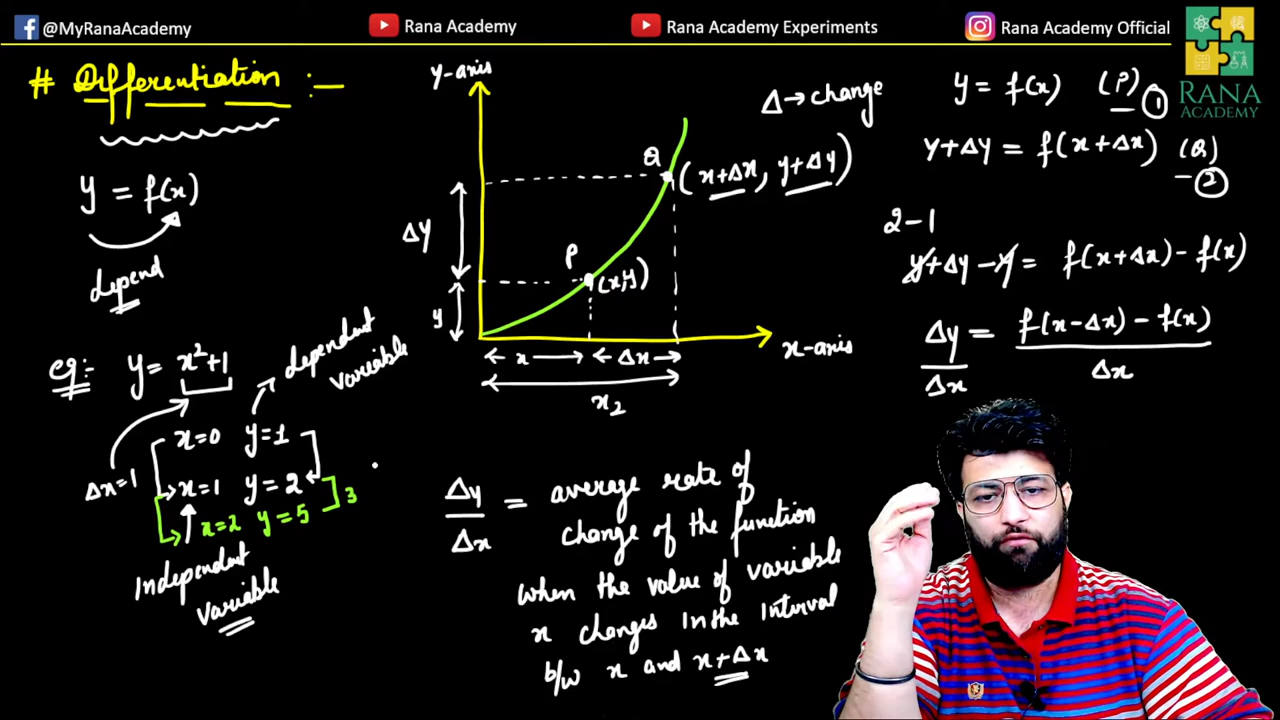 @MyRanaAcademy
Rana Academy
Rana Academy Experiments
Rana Academy Official
RANA
ACADEMY
# Differentiation :-
y = f(x)
depend
eg:- y = x²+1
dependent
variable
x=0 y=1
Δx=1
x=1 y=2
x=2 y=5 3
Independent
variable
y-axis
Δ→change
Q (x+Δx, y+Δy)
Δy
P (x,y)
y
x-axis
x Δx
x₂
Δy/Δx = average rate of
change of the function
when the value of variable
x changes in the interval
b/w x and x+Δx
y = f(x) (P) 1
y+Δy = f(x+Δx) (Q) 2
2-1
y+Δy-y = f(x+Δx)-f(x)
Δy = f(x-Δx)-f(x)
Δx Δx